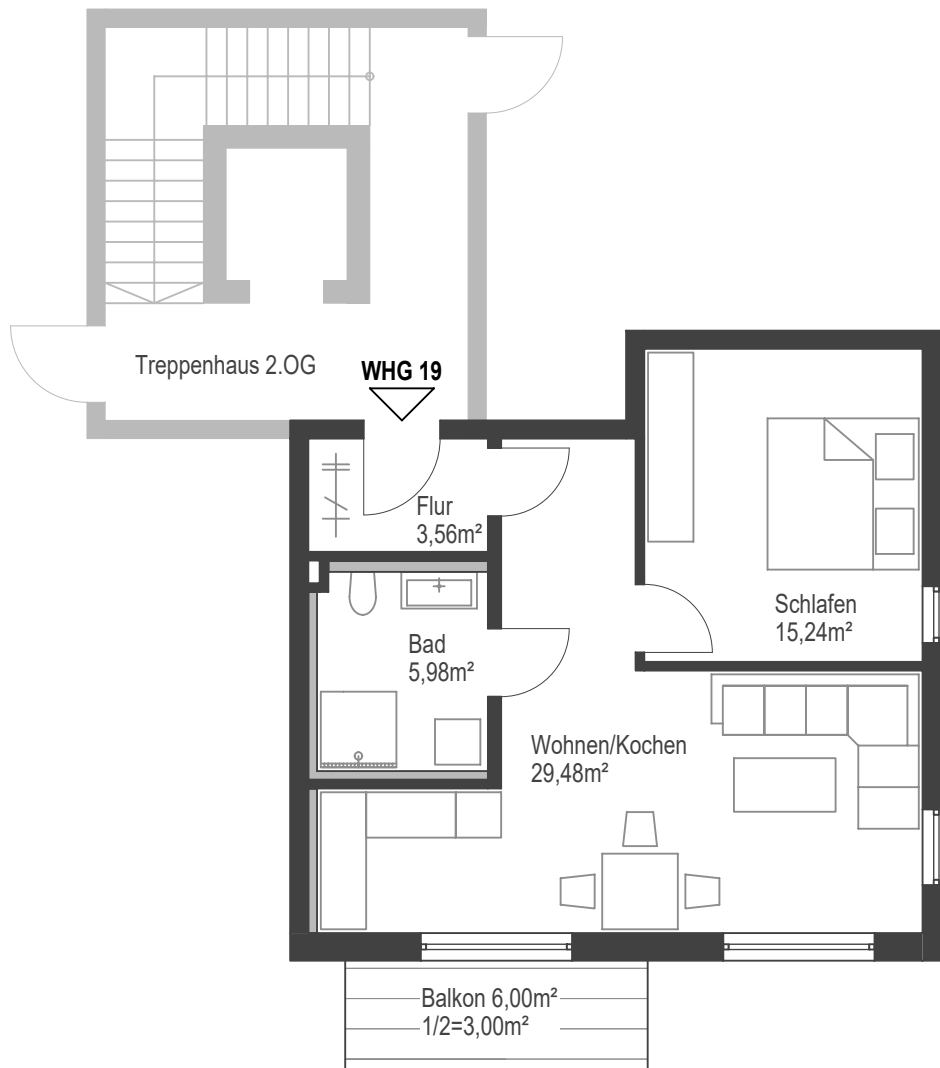 Treppenhaus 2.OG
WHG 19
Flur
3,56m²
Schlafen
15,24m²
Bad
5,98m²
Wohnen/Kochen
29,48m²
Balkon 6,00m²
1/2=3,00m²